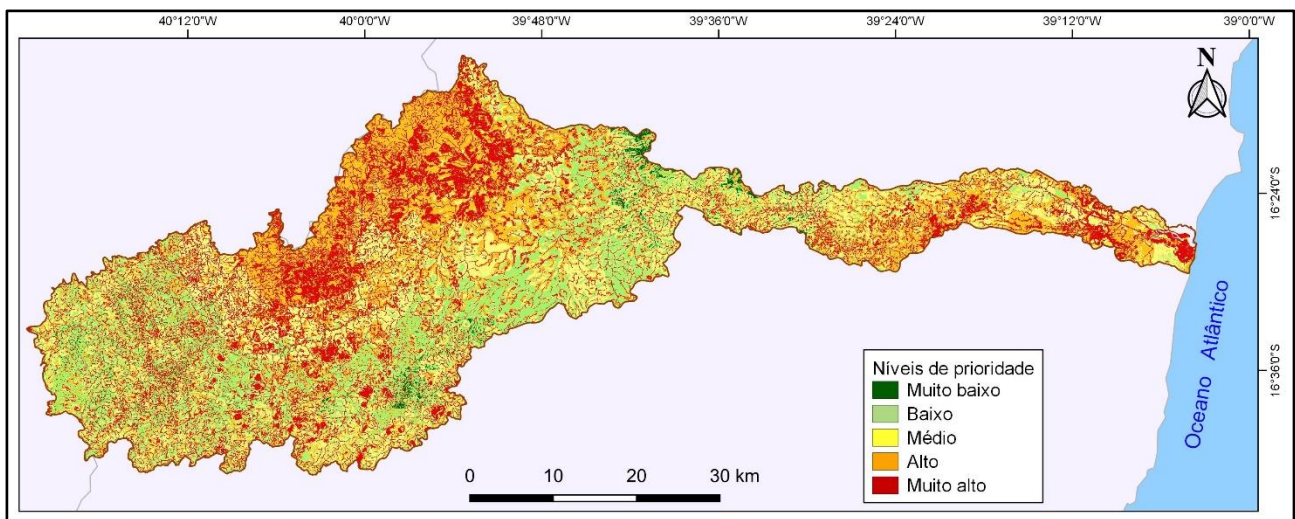 40°12'0"W 40°0'0"W 39°48'0"W 39°36'0"W 39°24'0"W 39°12'0"W 39°0'0"W
N
16°24'0"S
16°36'0"S
Oceano Atlântico
Níveis de prioridade
Muito baixo
Baixo
Médio
Alto
Muito alto
0 10 20 30 km